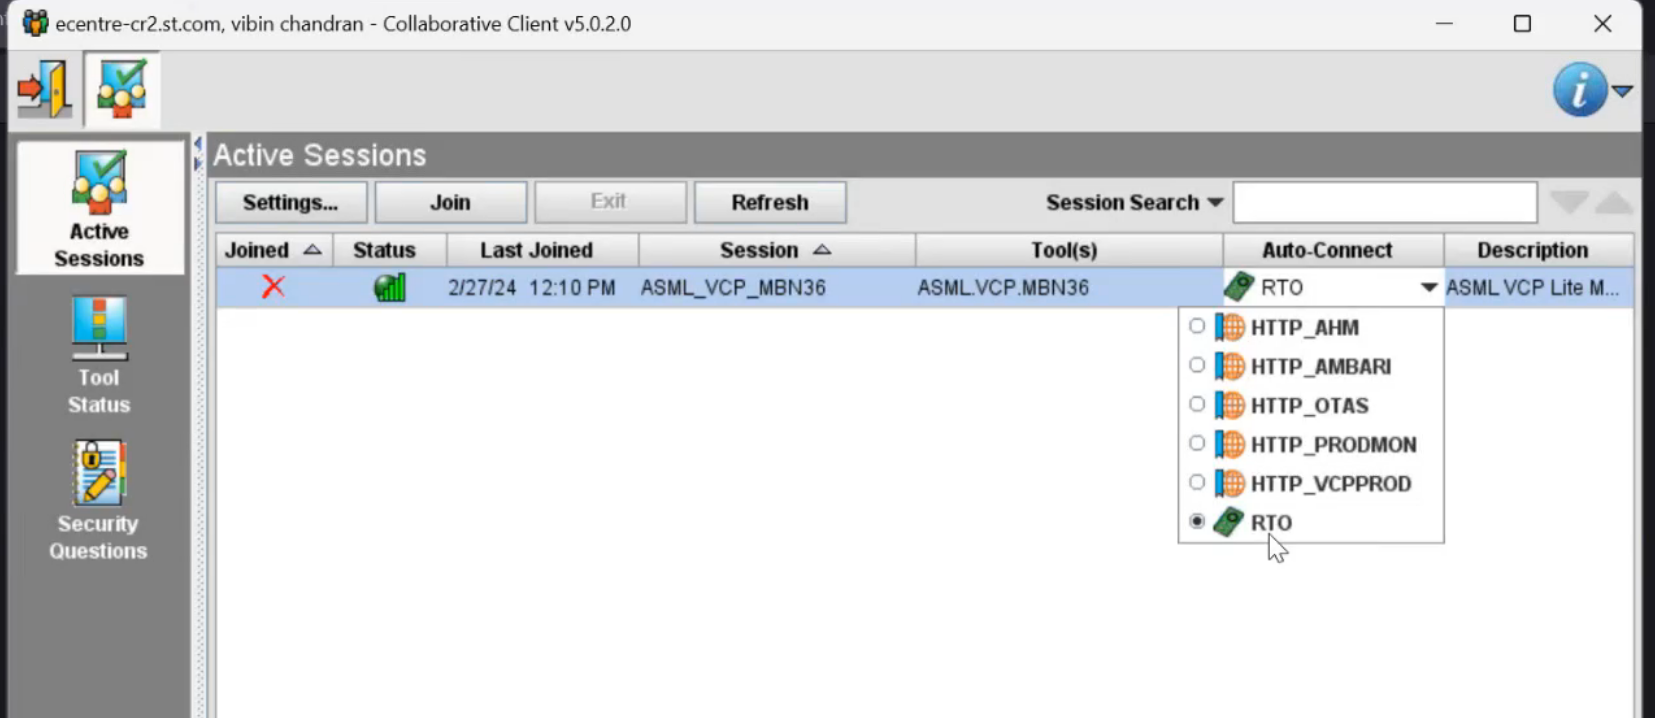 ecentre-cr2.st.com, vibin chandran - Collaborative Client v5.0.2.0
Active Sessions
Settings... Join Exit Refresh Session Search
Joined Status Last Joined Session Tool(s) Auto-Connect Description
2/27/24 12:10 PM ASML_VCP_MBN36 ASML.VCP.MBN36 RTO ASML VCP Lite M...
HTTP_AHM
HTTP_AMBARI
HTTP_OTAS
HTTP_PRODMON
HTTP_VCPPROD
RTO
Active
Sessions
Tool
Status
Security
Questions